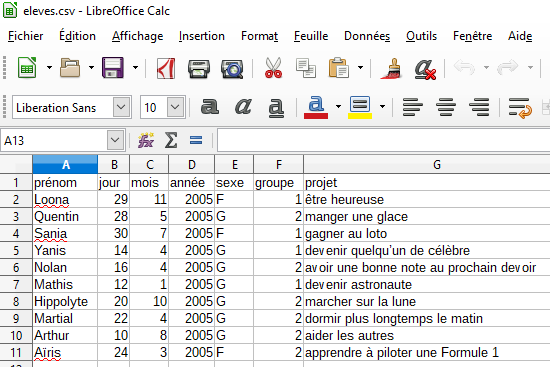 eleves.csv - LibreOffice Calc
Fichier Édition Affichage Insertion Format Styles Feuille Données Outils Fenêtre Aide
Liberation Sans 10 a a a a
A13 fx Σ =
A B C D E F G
1 prénom jour mois année sexe groupe projet
2 Loona 29 11 2005 F 1 être heureuse
3 Quentin 28 5 2005 G 2 manger une glace
4 Sania 30 7 2005 F 1 gagner au loto
5 Yanis 14 4 2005 G 1 devenir quelqu'un de célèbre
6 Nolan 16 4 2005 G 2 avoir une bonne note au prochain devoir
7 Mathis 12 1 2005 G 1 devenir astronaute
8 Hippolyte 20 10 2005 G 2 marcher sur la lune
9 Martial 22 4 2005 G 2 dormir plus longtemps le matin
10 Arthur 10 8 2005 G 2 aider les autres
11 Aïris 24 3 2005 F 2 apprendre à piloter une Formule 1